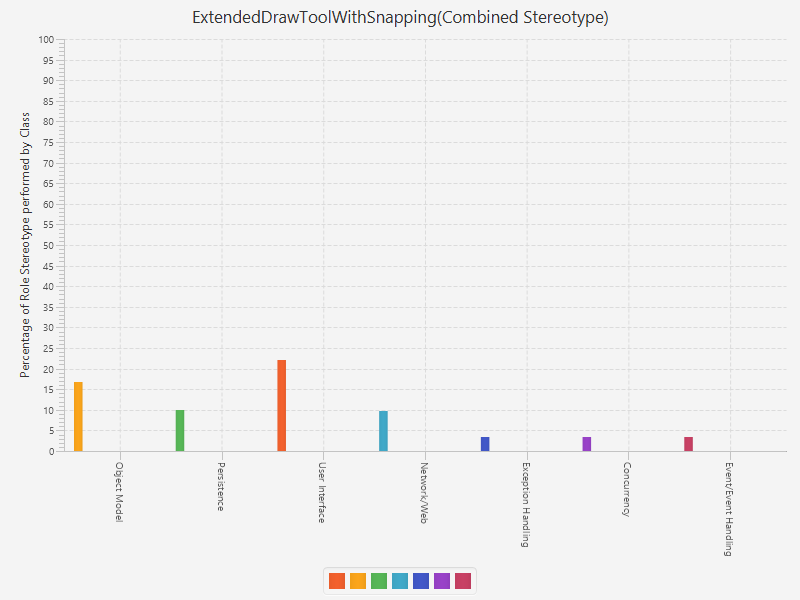 ExtendedDrawToolWithSnapping(Combined Stereotype)
Percentage of Role Stereotype performed by Class
100
95
90
85
80
75
70
65
60
55
50
45
40
35
30
25
20
15
10
5
0
Object Model
Persistence
User Interface
Network/Web
Exception Handling
Concurrency
Event/Event Handling